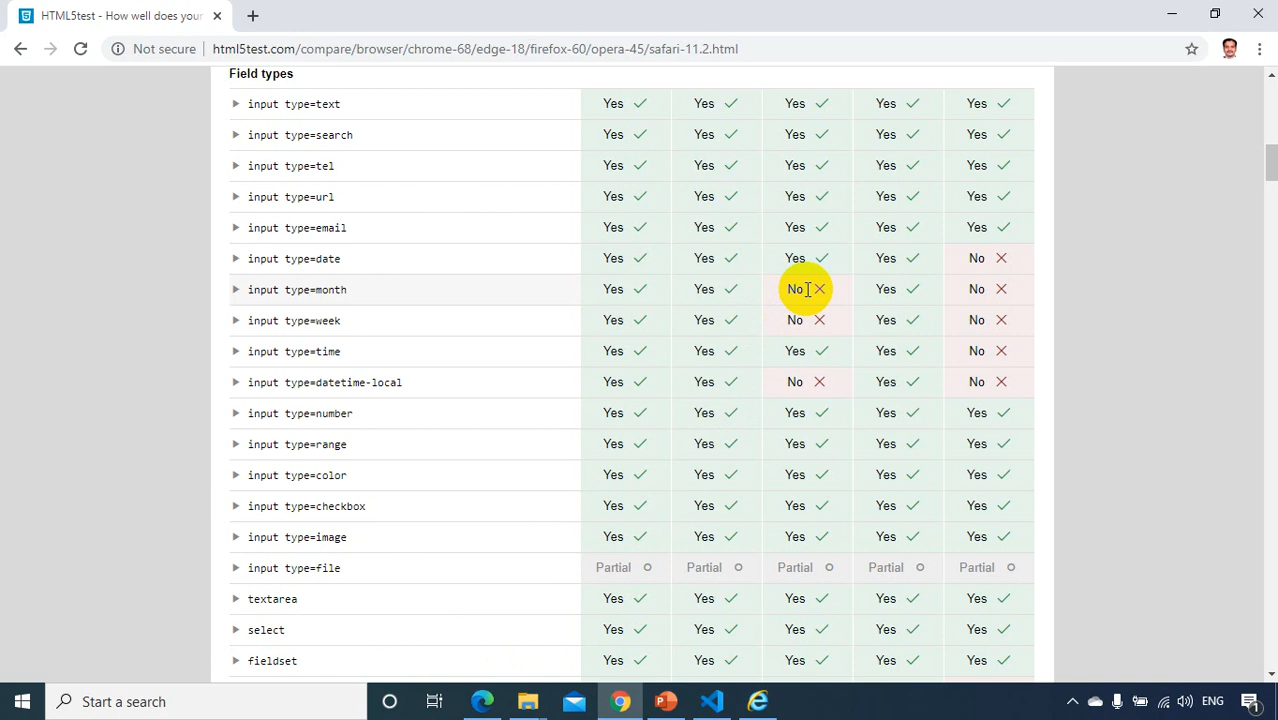 HTML5test - How well does your
Not secure html5test.com/compare/browser/chrome-68/edge-18/firefox-60/opera-45/safari-11.2.html
Field types
input type=text Yes Yes Yes Yes Yes
input type=search Yes Yes Yes Yes Yes
input type=tel Yes Yes Yes Yes Yes
input type=url Yes Yes Yes Yes Yes
input type=email Yes Yes Yes Yes Yes
input type=date Yes Yes Yes Yes No
input type=month Yes Yes No Yes No
input type=week Yes Yes No Yes No
input type=time Yes Yes Yes Yes No
input type=datetime-local Yes Yes No Yes No
input type=number Yes Yes Yes Yes Yes
input type=range Yes Yes Yes Yes Yes
input type=color Yes Yes Yes Yes Yes
input type=checkbox Yes Yes Yes Yes Yes
input type=image Yes Yes Yes Yes Yes
input type=file Partial Partial Partial Partial Partial
textarea Yes Yes Yes Yes Yes
select Yes Yes Yes Yes Yes
fieldset Yes Yes Yes Yes Yes
Start a search ENG 1